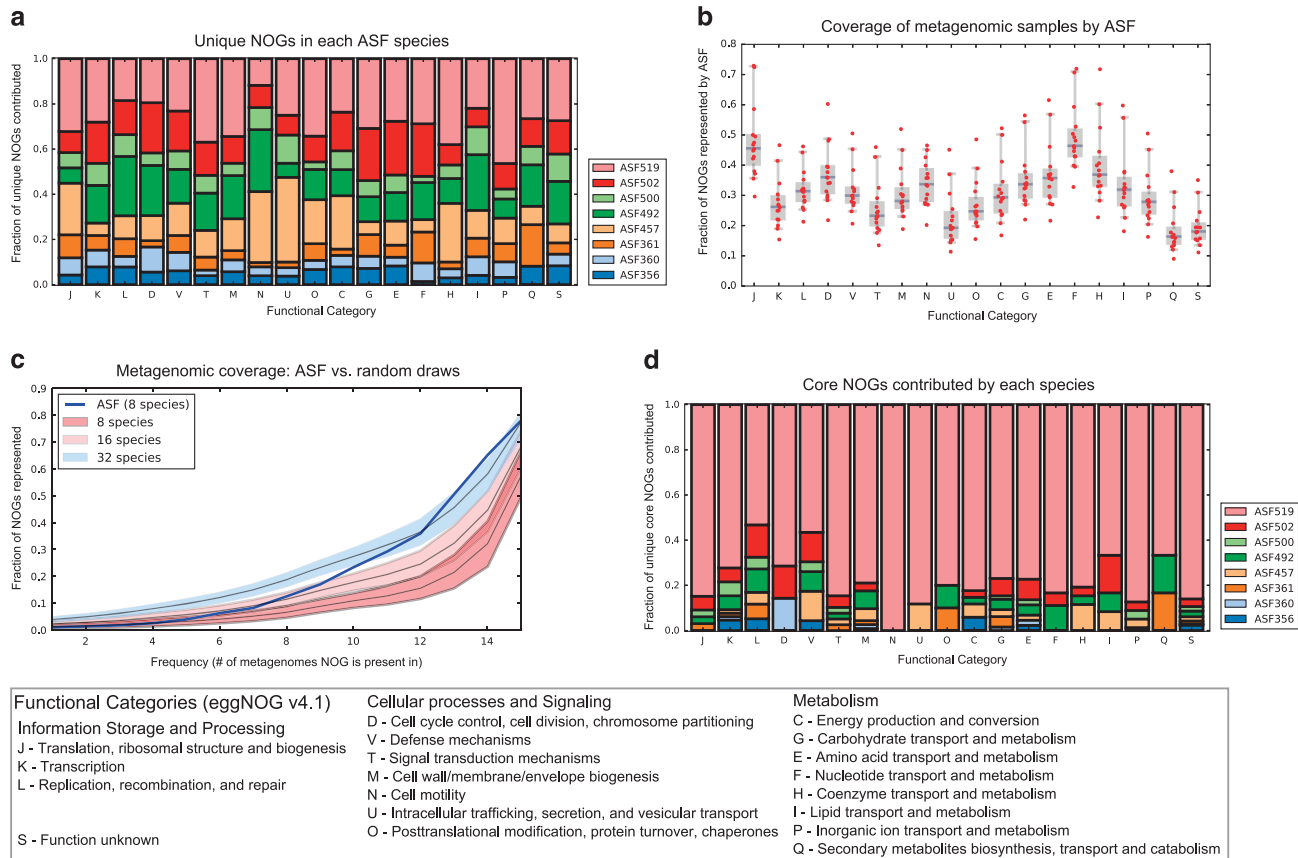 a
Unique NOGs in each ASF species
Fraction of unique NOGs contributed
1.0
0.8
0.6
0.4
0.2
0.0
J K L D V T M N U O C G E F H I P Q S
Functional Category
ASF519
ASF502
ASF500
ASF492
ASF457
ASF361
ASF360
ASF356
b
Coverage of metagenomic samples by ASF
Fraction of NOGs represented by ASF
0.8
0.7
0.6
0.5
0.4
0.3
0.2
0.1
0.0
J K L D V T M N U O C G E F H I P Q S
Functional Category
c
Metagenomic coverage: ASF vs. random draws
Fraction of NOGs represented
0.9
0.8
0.7
0.6
0.5
0.4
0.3
0.2
0.1
0.0
2 4 6 8 10 12 14
Frequency (# of metagenomes NOG is present in)
ASF (8 species)
8 species
16 species
32 species
d
Core NOGs contributed by each species
Fraction of unique core NOGs contributed
1.0
0.8
0.6
0.4
0.2
0.0
J K L D V T M N U O C G E F H I P Q S
Functional Category
ASF519
ASF502
ASF500
ASF492
ASF457
ASF361
ASF360
ASF356
Functional Categories (eggNOG v4.1)
Information Storage and Processing
J - Translation, ribosomal structure and biogenesis
K - Transcription
L - Replication, recombination, and repair
S - Function unknown
Cellular processes and Signaling
D - Cell cycle control, cell division, chromosome partitioning
V - Defense mechanisms
T - Signal transduction mechanisms
M - Cell wall/membrane/envelope biogenesis
N - Cell motility
U - Intracellular trafficking, secretion, and vesicular transport
O - Posttranslational modification, protein turnover, chaperones
Metabolism
C - Energy production and conversion
G - Carbohydrate transport and metabolism
E - Amino acid transport and metabolism
F - Nucleotide transport and metabolism
H - Coenzyme transport and metabolism
I - Lipid transport and metabolism
P - Inorganic ion transport and metabolism
Q - Secondary metabolites biosynthesis, transport and catabolism